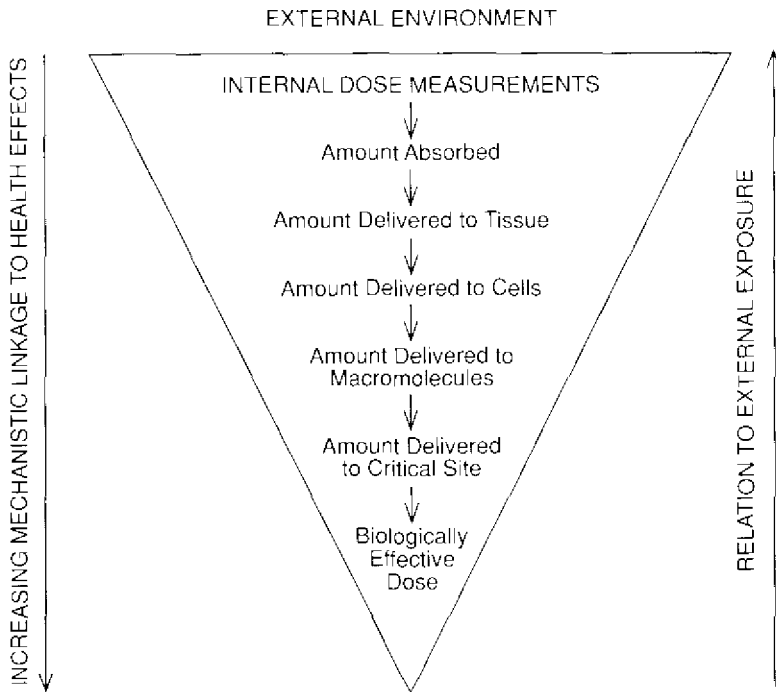 EXTERNAL ENVIRONMENT
INCREASING MECHANISTIC LINKAGE TO HEALTH EFFECTS
INTERNAL DOSE MEASUREMENTS
Amount Absorbed
Amount Delivered to Tissue
Amount Delivered to Cells
Amount Delivered to
Macromolecules
Amount Delivered
to Critical Site
Biologically
Effective
Dose
RELATION TO EXTERNAL EXPOSURE